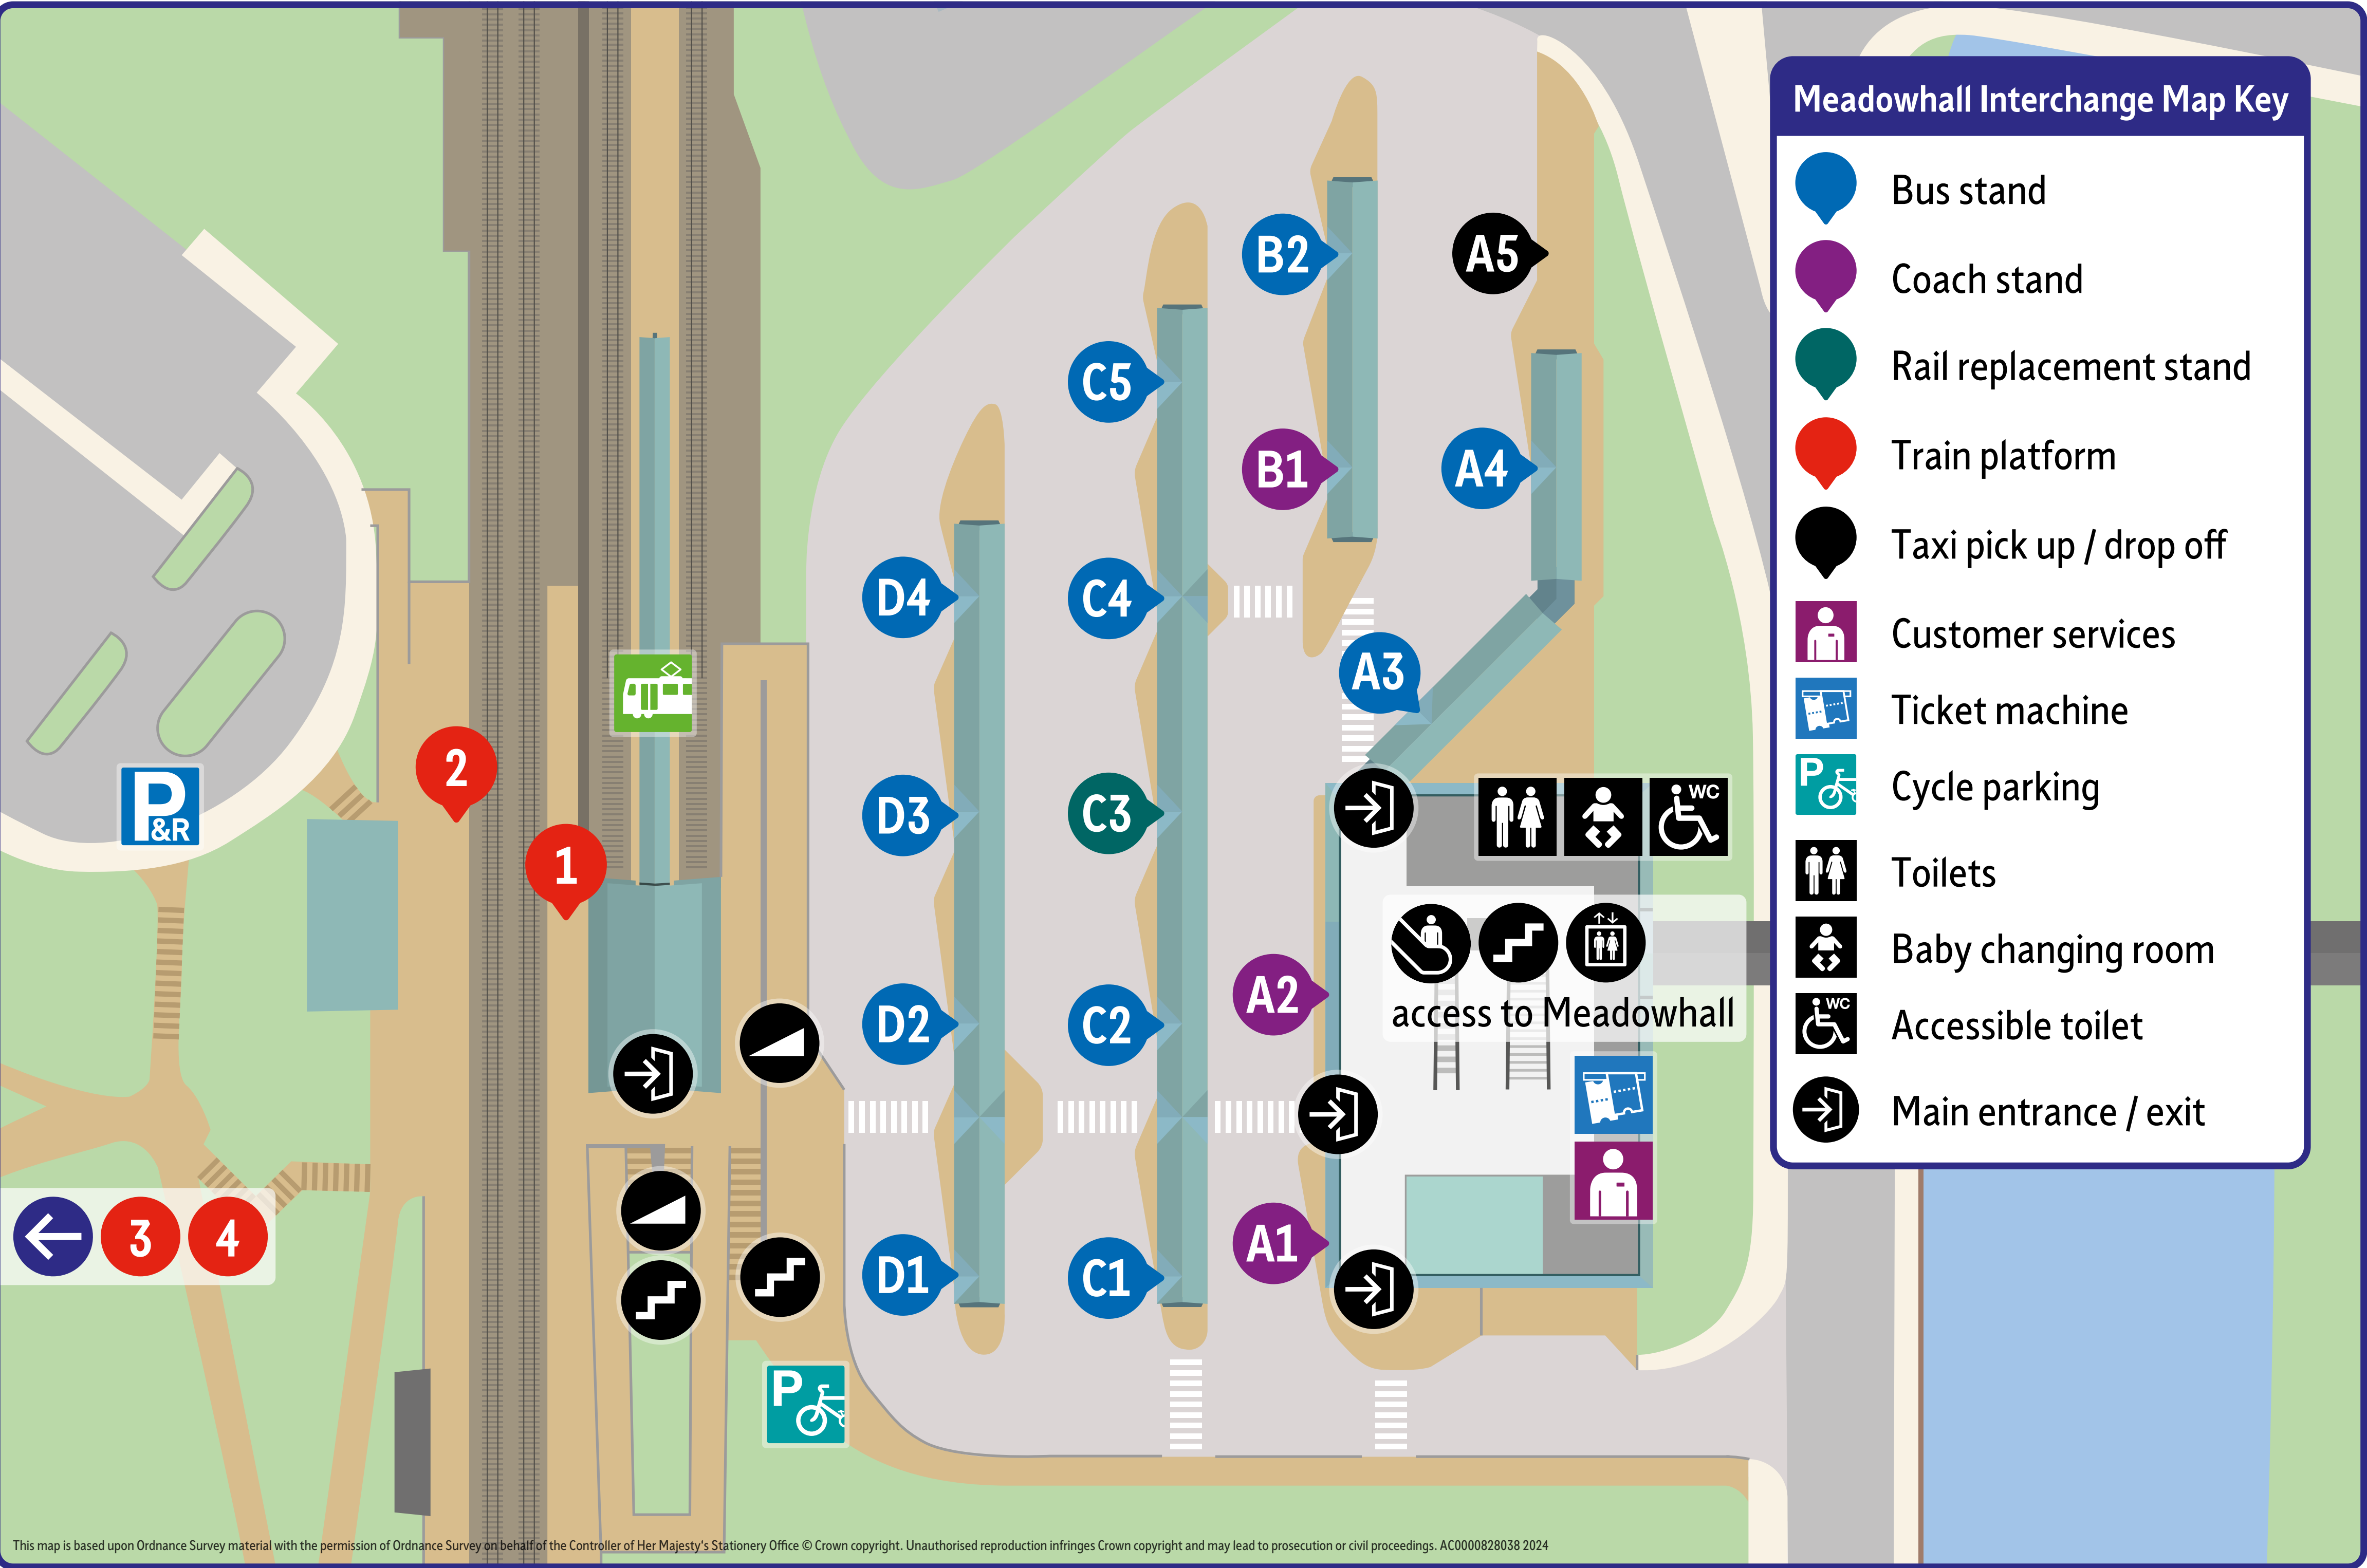 Meadowhall Interchange Map Key
Bus stand
Coach stand
Rail replacement stand
Train platform
Taxi pick up / drop off
Customer services
Ticket machine
P
Cycle parking
Toilets
Baby changing room
WC
Accessible toilet
Main entrance / exit
B2
A5
C5
B1
A4
D4
C4
A3
2
P
&R
1
D3
C3
WC
A2
access to Meadowhall
D2
C2
3
4
A1
D1
C1
P
This map is based upon Ordnance Survey material with the permission of Ordnance Survey on behalf of the Controller of Her Majesty's Stationery Office © Crown copyright. Unauthorised reproduction infringes Crown copyright and may lead to prosecution or civil proceedings. AC0000828038 2024